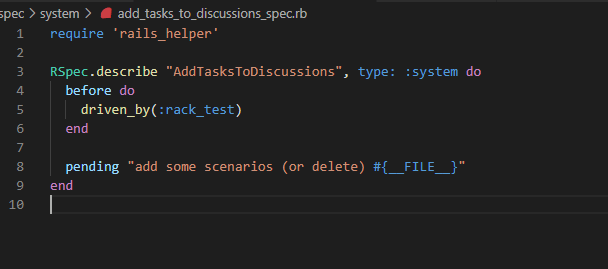 spec > system > add_tasks_to_discussions_spec.rb
1 require 'rails_helper'
2
3 RSpec.describe "AddTasksToDiscussions", type: :system do
4 before do
5 driven_by(:rack_test)
6 end
7
8 pending "add some scenarios (or delete) #{__FILE__}"
9 end
10